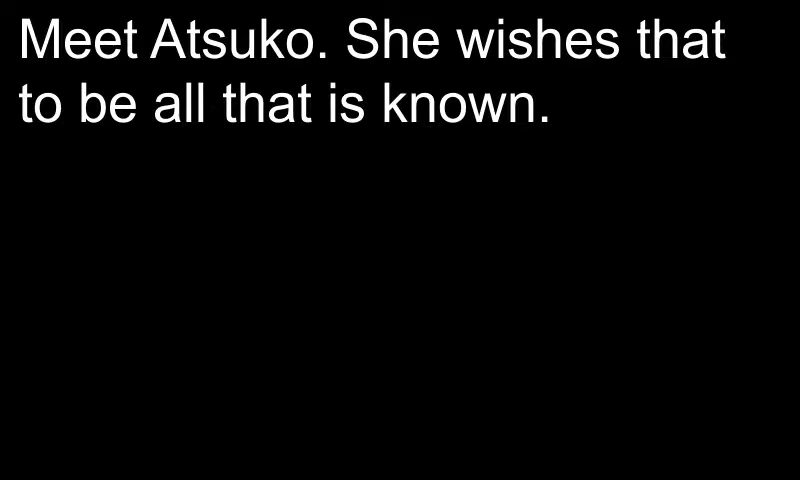 Meet Atsuko. She wishes that
to be all that is known.